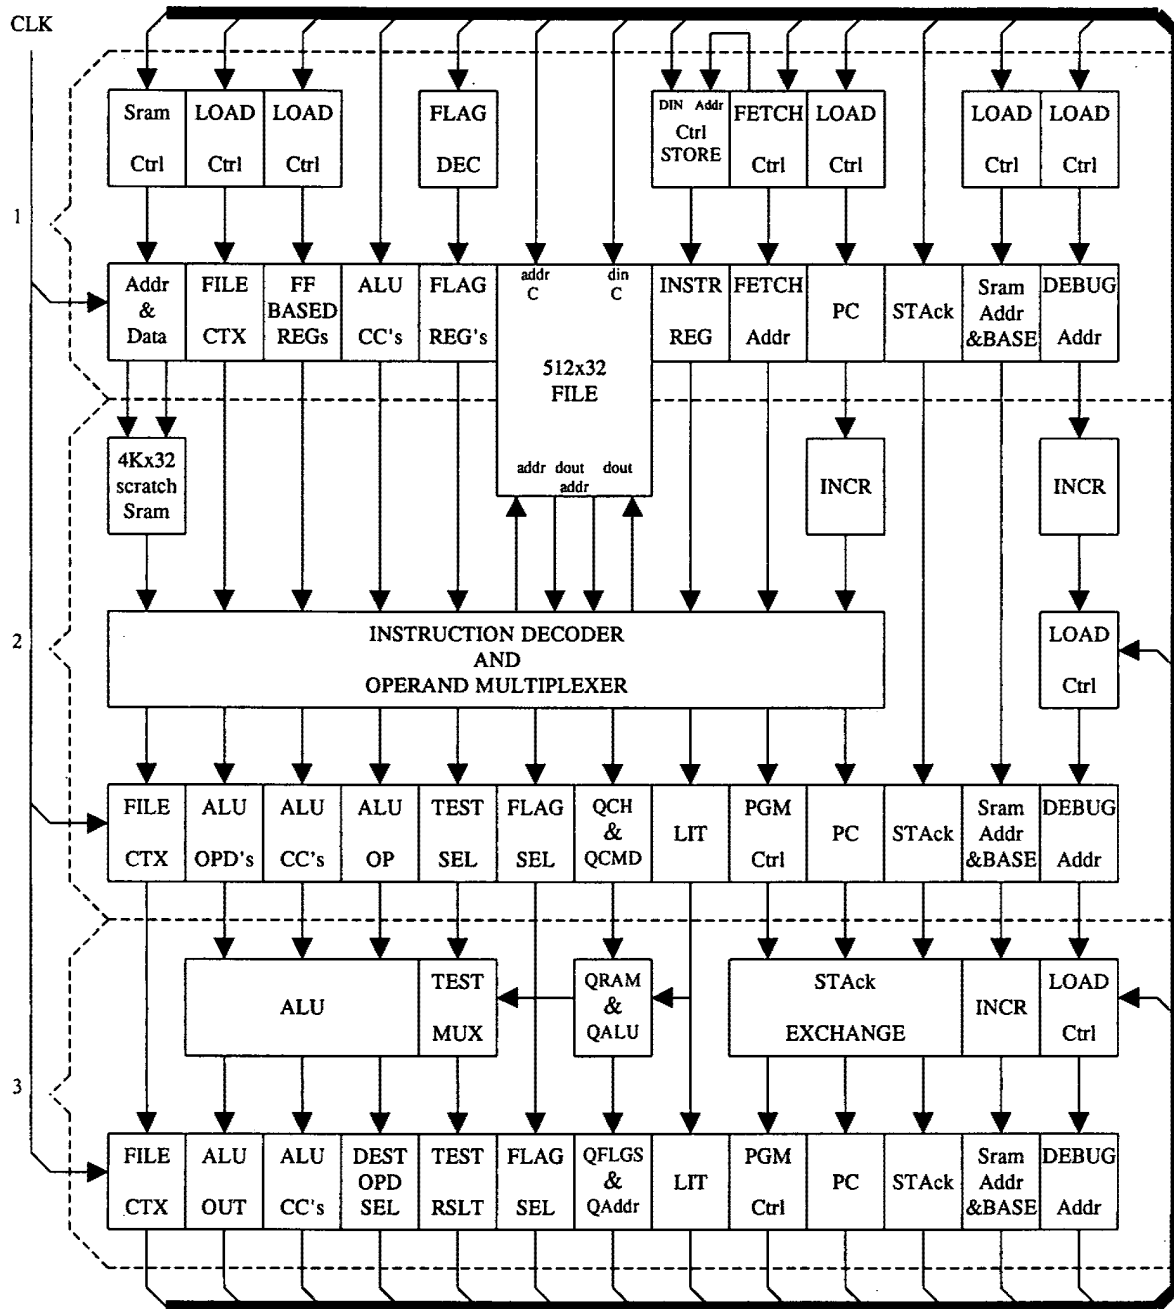 CLK
Sram
Ctrl
LOAD
Ctrl
LOAD
Ctrl
FLAG
DEC
DIN Addr
Ctrl
STORE
FETCH
Ctrl
LOAD
Ctrl
LOAD
Ctrl
LOAD
Ctrl
1
Addr
&
Data
FILE
CTX
FF
BASED
REGs
ALU
CC's
FLAG
REG's
addr
C
din
C
512x32
FILE
addr dout dout
addr
INSTR
REG
FETCH
Addr
PC
STAck
Sram
Addr
&BASE
DEBUG
Addr
4Kx32
scratch
Sram
INCR
INCR
2
INSTRUCTION DECODER
AND
OPERAND MULTIPLEXER
LOAD
Ctrl
FILE
CTX
ALU
OPD's
ALU
CC's
ALU
OP
TEST
SEL
FLAG
SEL
QCH
&
QCMD
LIT
PGM
Ctrl
PC
STAck
Sram
Addr
&BASE
DEBUG
Addr
ALU
TEST
MUX
QRAM
&
QALU
STAck
EXCHANGE
INCR
LOAD
Ctrl
3
FILE
CTX
ALU
OUT
ALU
CC's
DEST
OPD
SEL
TEST
RSLT
FLAG
SEL
QFLGS
&
QAddr
LIT
PGM
Ctrl
PC
STAck
Sram
Addr
&BASE
DEBUG
Addr